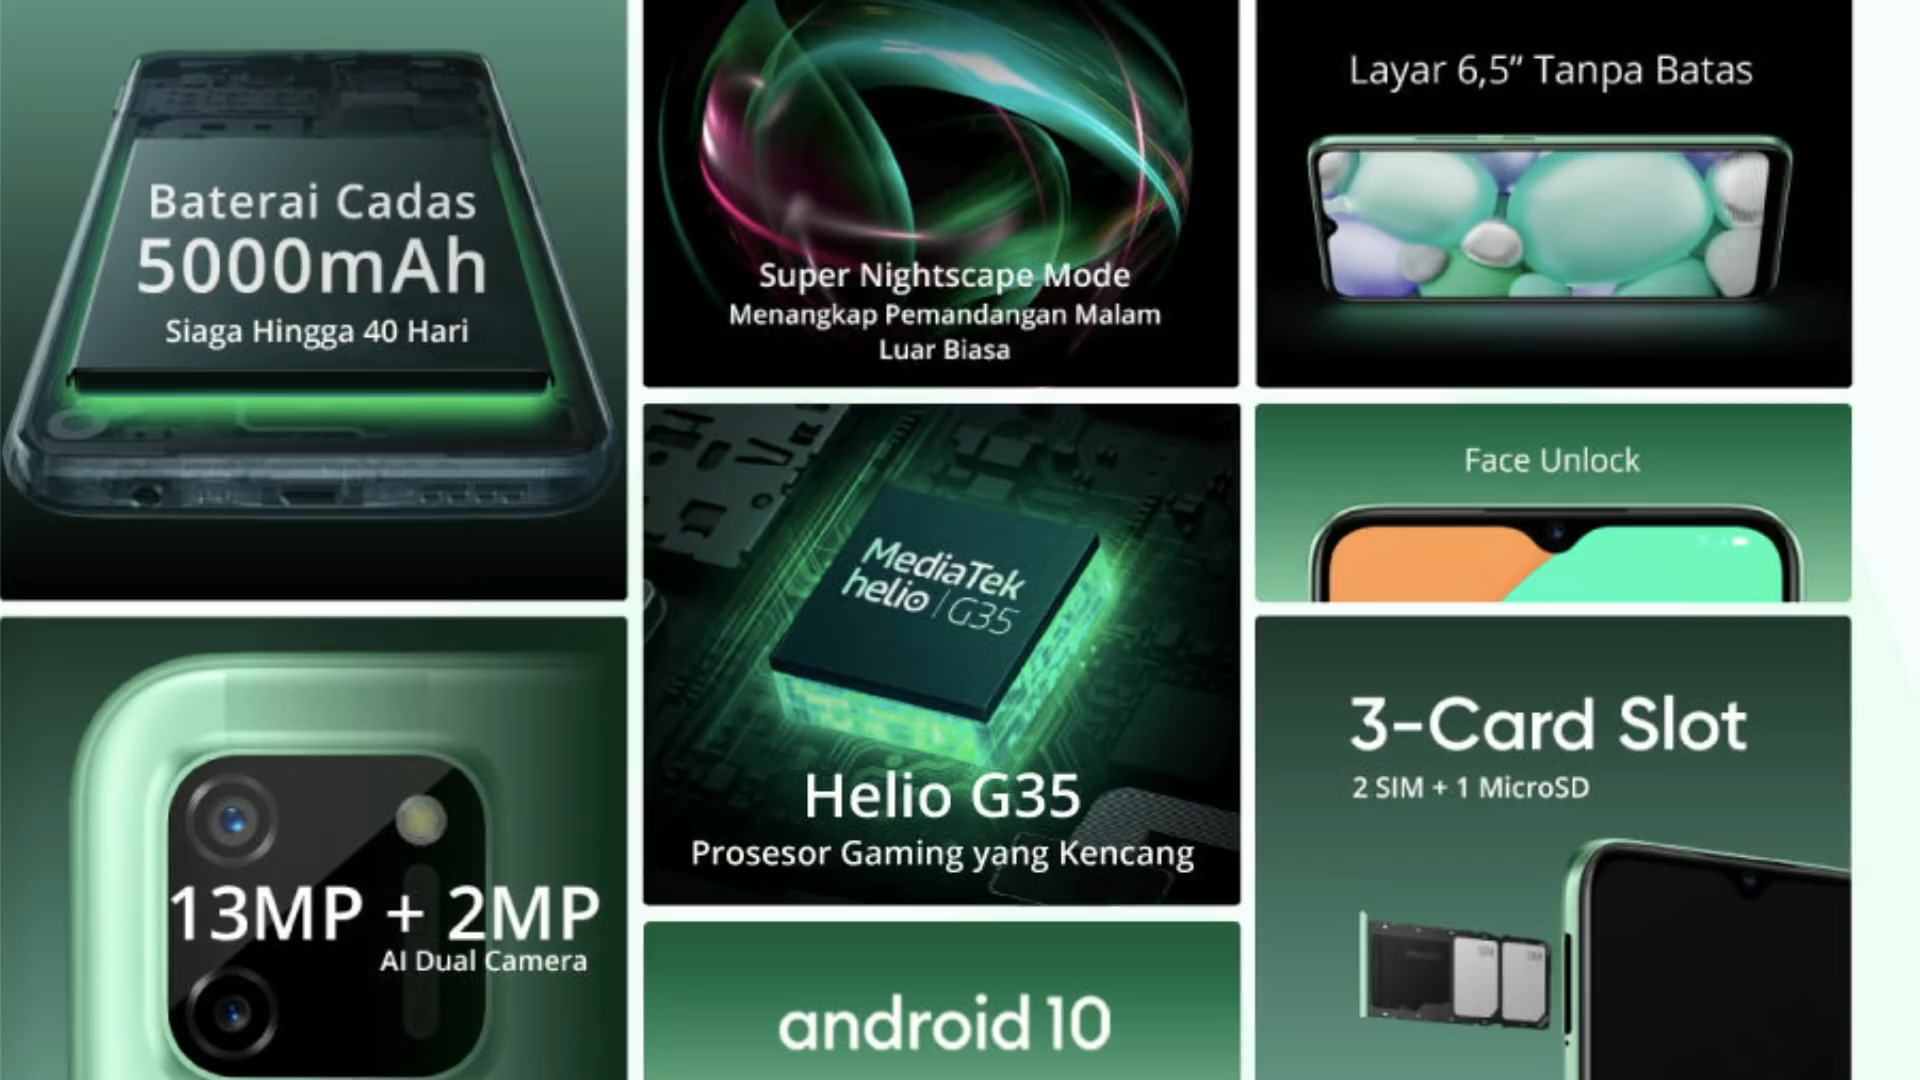 Baterai Cadas
5000mAh
Siaga Hingga 40 Hari
13MP + 2MP
AI Dual Camera
Super Nightscape Mode
Menangkap Pemandangan Malam
Luar Biasa
MediaTek
helio | G35
Helio G35
Prosesor Gaming yang Kencang
android 10
Layar 6,5” Tanpa Batas
Face Unlock
3-Card Slot
2 SIM + 1 MicroSD